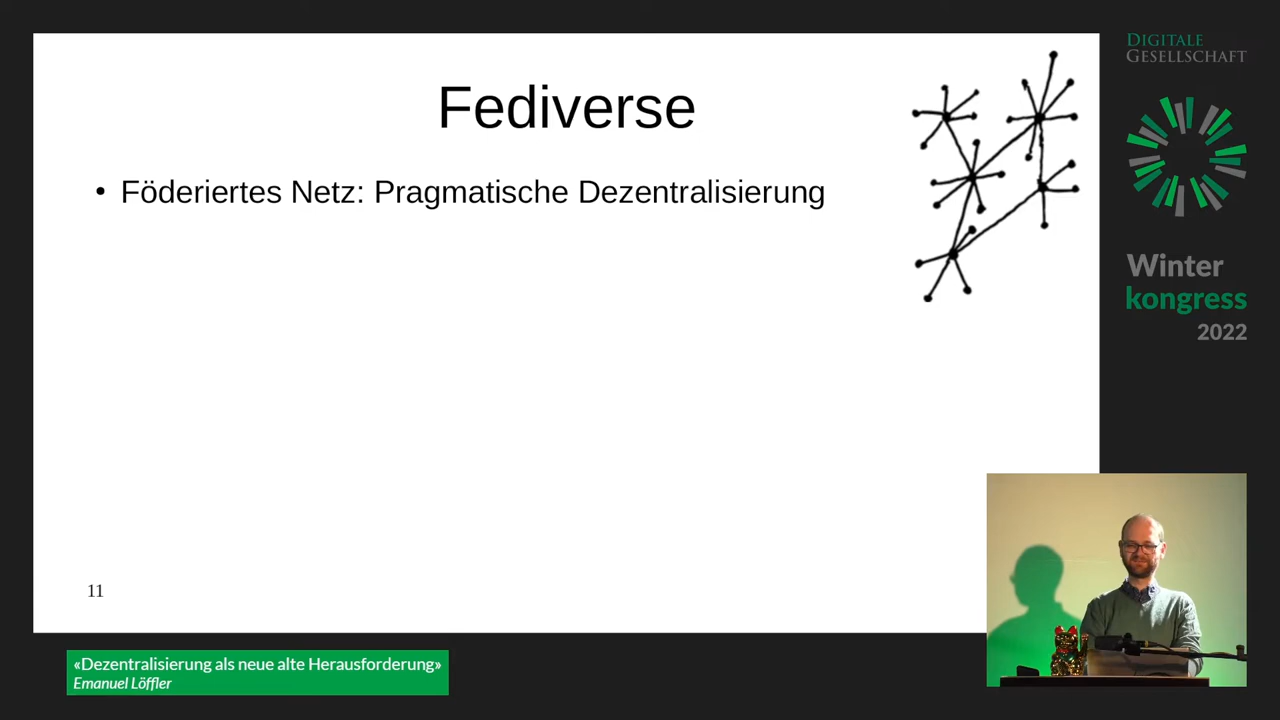 Fediverse
• Föderiertes Netz: Pragmatische Dezentralisierung
11
DIGITALE
GESELLSCHAFT
Winter
kongress
2022
«Dezentralisierung als neue alte Herausforderung»
Emanuel Löffler